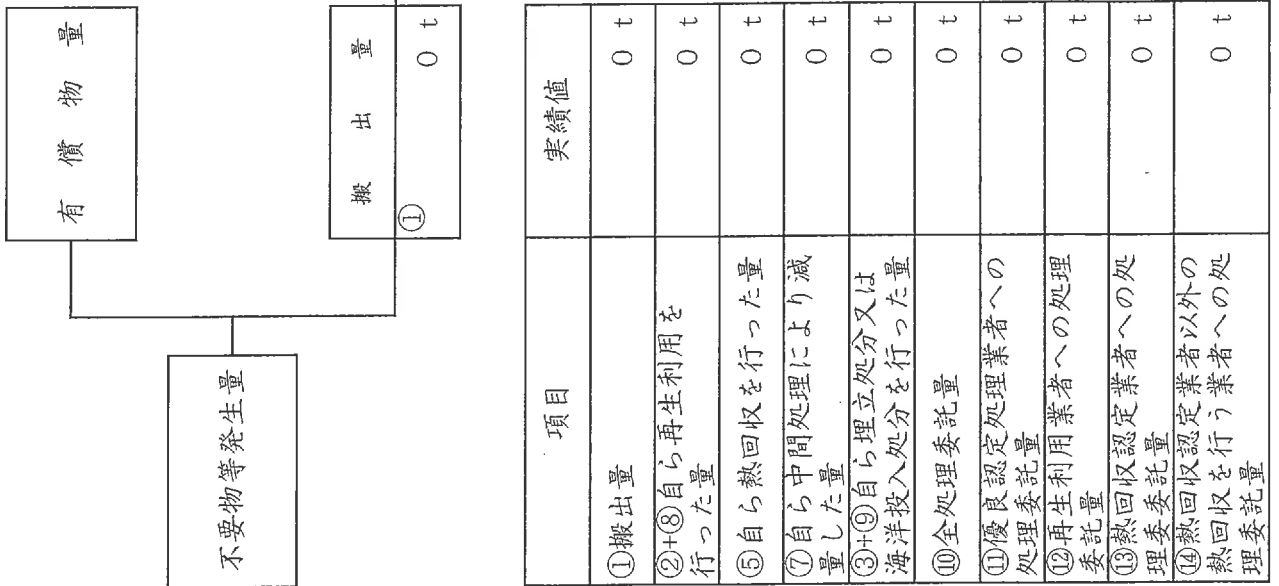 有償物量
不要物等発生量
搬出量
① 0 t
項目 実績値
①搬出量 0 t
②+⑧自ら再生利用を
行った量 0 t
⑤自ら熱回収を行った量 0 t
⑦自ら中間処理により減
量した量 0 t
③+⑨自ら埋立処分又は
海洋投入処分を行った量 0 t
⑩全処理委託量 0 t
⑪優良認定処理業者への
処理委託量 0 t
⑫再生利用業者への処理
委託量 0 t
⑬熱回収認定業者への処
理委託量 0 t
⑭熱回収認定業者以外の
熱回収を行う業者への処
理委託量 0 t